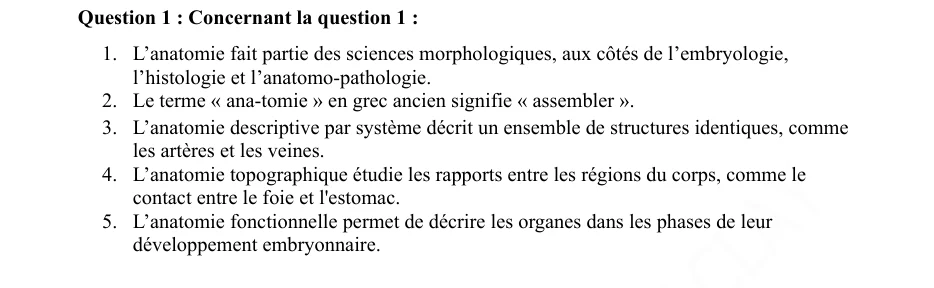 Question 1 : Concernant la question 1 :
1. L’anatomie fait partie des sciences morphologiques, aux côtés de l’embryologie,
l’histologie et l’anatomo-pathologie.
2. Le terme « ana-tomie » en grec ancien signifie « assembler ».
3. L’anatomie descriptive par système décrit un ensemble de structures identiques, comme
les artères et les veines.
4. L’anatomie topographique étudie les rapports entre les régions du corps, comme le
contact entre le foie et l'estomac.
5. L’anatomie fonctionnelle permet de décrire les organes dans les phases de leur
développement embryonnaire.